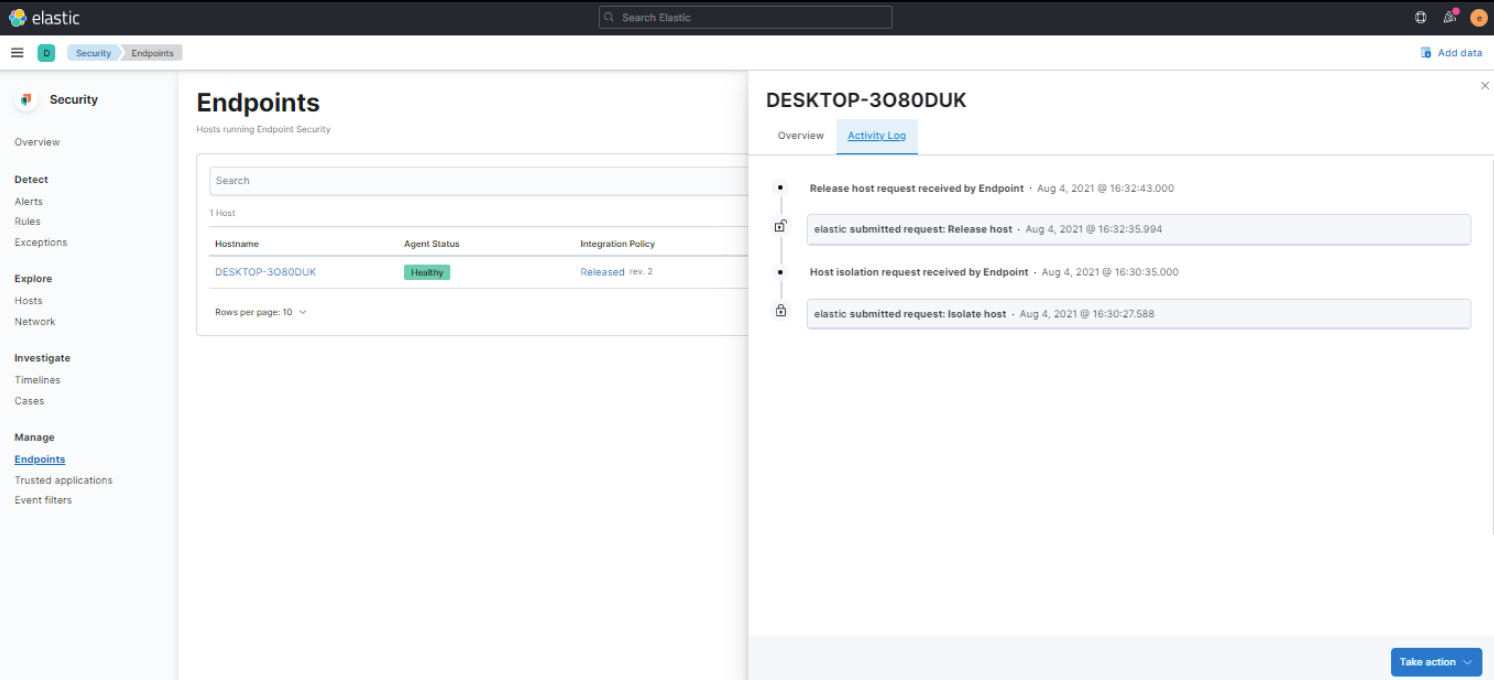 elastic
Search Elastic
e
D
Security
Endpoints
Add data
Security
Overview
Detect
Alerts
Rules
Exceptions
Explore
Hosts
Network
Investigate
Timelines
Cases
Manage
Endpoints
Trusted applications
Event filters
Endpoints
Hosts running Endpoint Security
Search
1 Host
Hostname Agent Status Integration Policy
DESKTOP-3O80DUK Healthy Released rev. 2
Rows per page: 10
DESKTOP-3O80DUK
Overview Activity Log
Release host request received by Endpoint · Aug 4, 2021 @ 16:32:43.000
elastic submitted request: Release host · Aug 4, 2021 @ 16:32:35.994
Host isolation request received by Endpoint · Aug 4, 2021 @ 16:30:35.000
elastic submitted request: Isolate host · Aug 4, 2021 @ 16:30:27.588
Take action